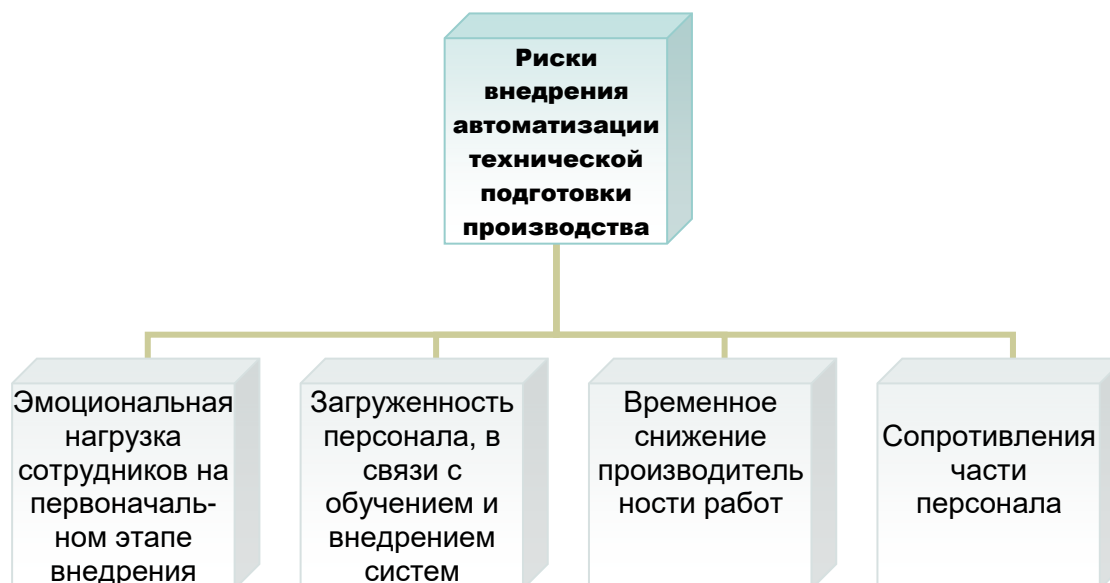 Риски
внедрения
автоматизации
технической
подготовки
производства
Эмоциональная
нагрузка
сотрудников на
первоначаль-
ном этапе
внедрения
Загруженность
персонала, в
связи с
обучением и
внедрением
систем
Временное
снижение
производитель
ности работ
Сопротивления
части
персонала